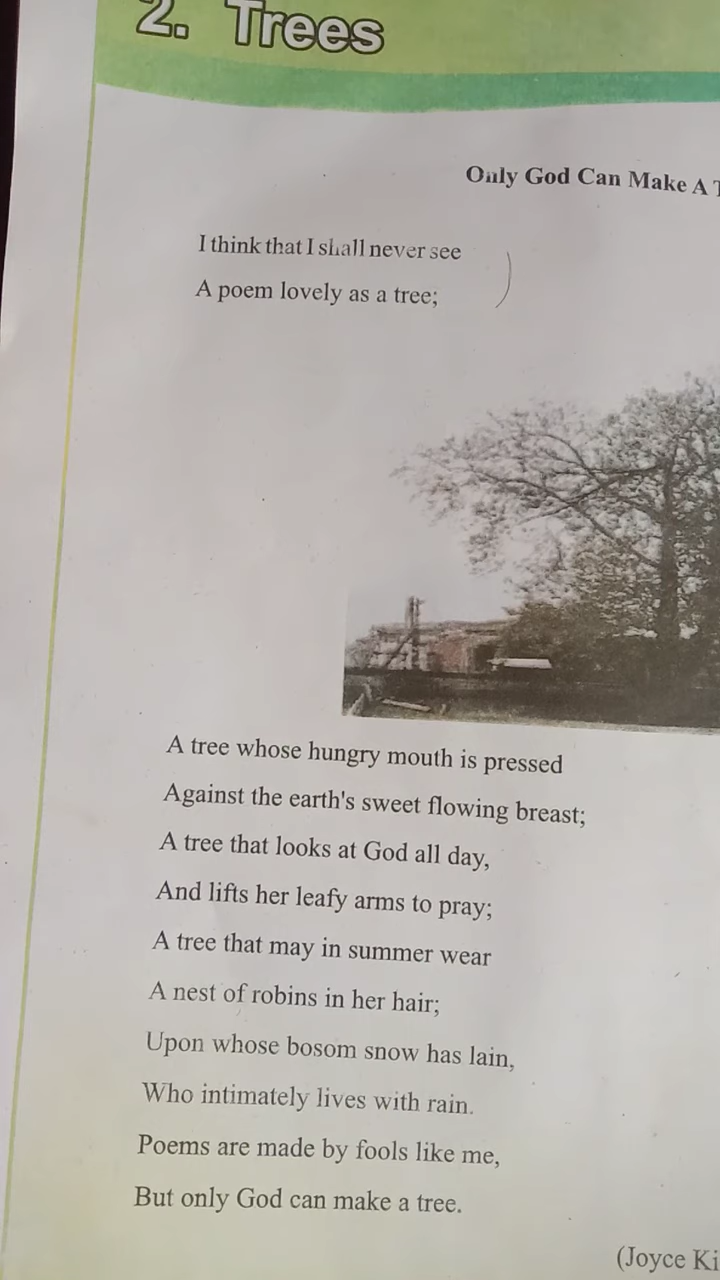 2. Trees
Only God Can Make A
I think that I shall never see
A poem lovely as a tree;
A tree whose hungry mouth is pressed
Against the earth's sweet flowing breast;
A tree that looks at God all day,
And lifts her leafy arms to pray;
A tree that may in summer wear
A nest of robins in her hair;
Upon whose bosom snow has lain,
Who intimately lives with rain.
Poems are made by fools like me,
But only God can make a tree.
(Joyce